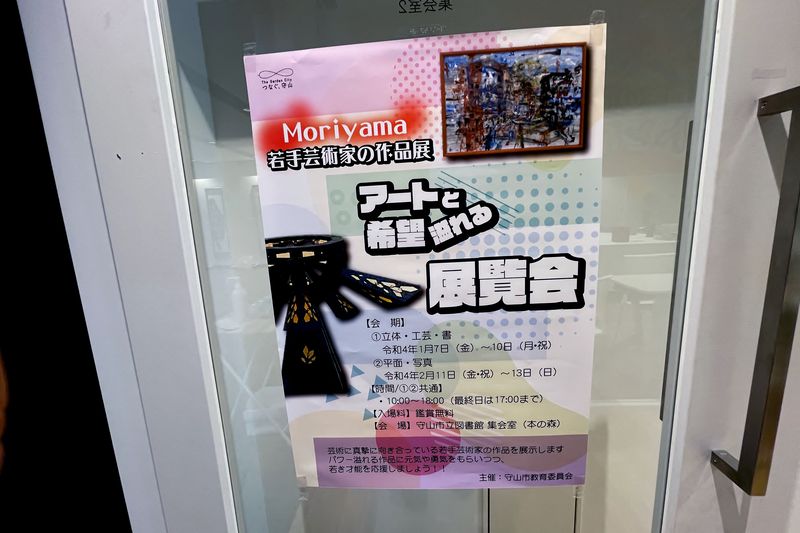 集会室2
The Garden City
つなぐ、守山
Moriyama
若手芸術家の作品展
アートと
希望溢れる
展覧会
【会　期】
①立体・工芸・書
令和4年1月7日（金）～10日（月・祝）
②平面・写真
令和4年2月11日（金・祝）～13日（日）
【時間/①②共通】
・10:00～18:00（最終日は17:00まで）
【入場料】鑑賞無料
【会　場】守山市立図書館 集会室（本の森）
芸術に真摯に向き合っている若手芸術家の作品を展示します
パワー溢れる作品に元気や勇気をもらいつつ、
若き才能を応援しましょう！！
主催：守山市教育委員会